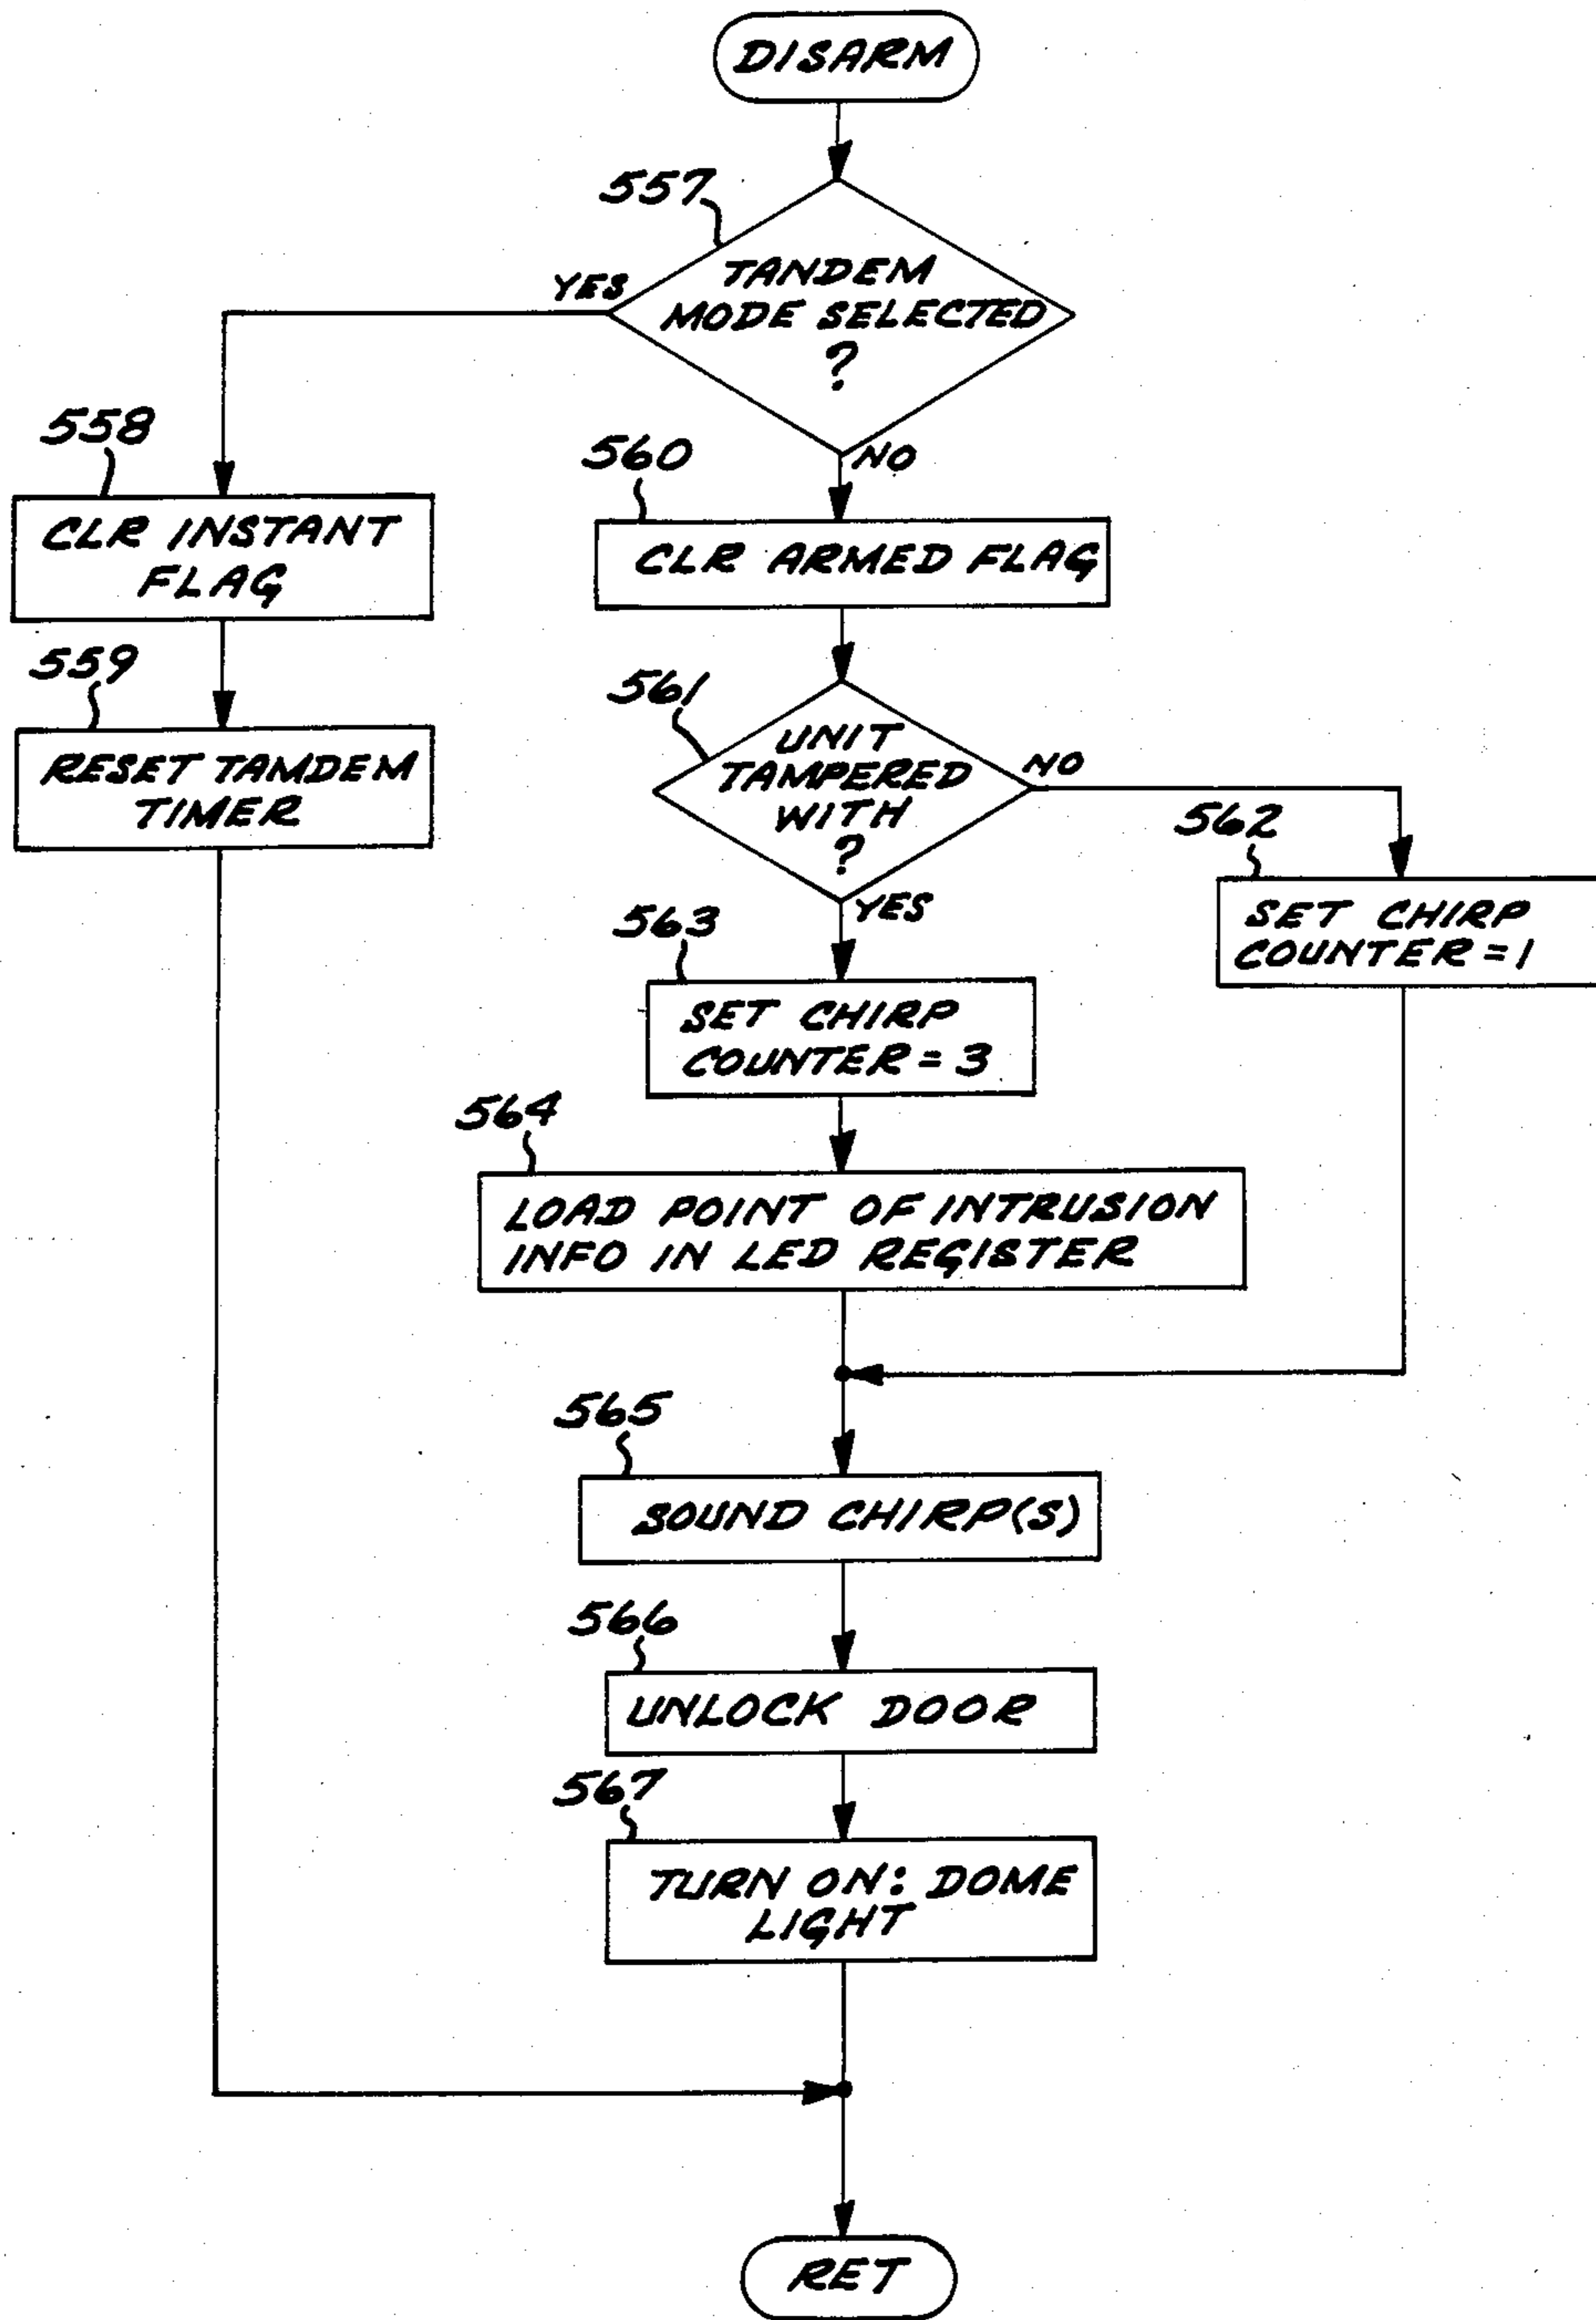 DISARM
557
TANDEM
MODE SELECTED
?
YES
NO
558
CLR INSTANT
FLAG
559
RESET TAMDEM
TIMER
560
CLR ARMED FLAG
561
UNIT
TAMPERED
WITH
?
NO
YES
562
SET CHIRP
COUNTER = 1
563
SET CHIRP
COUNTER = 3
564
LOAD POINT OF INTRUSION
INFO IN LED REGISTER
565
SOUND CHIRP(S)
566
UNLOCK DOOR
567
TURN ON: DOME
LIGHT
RET